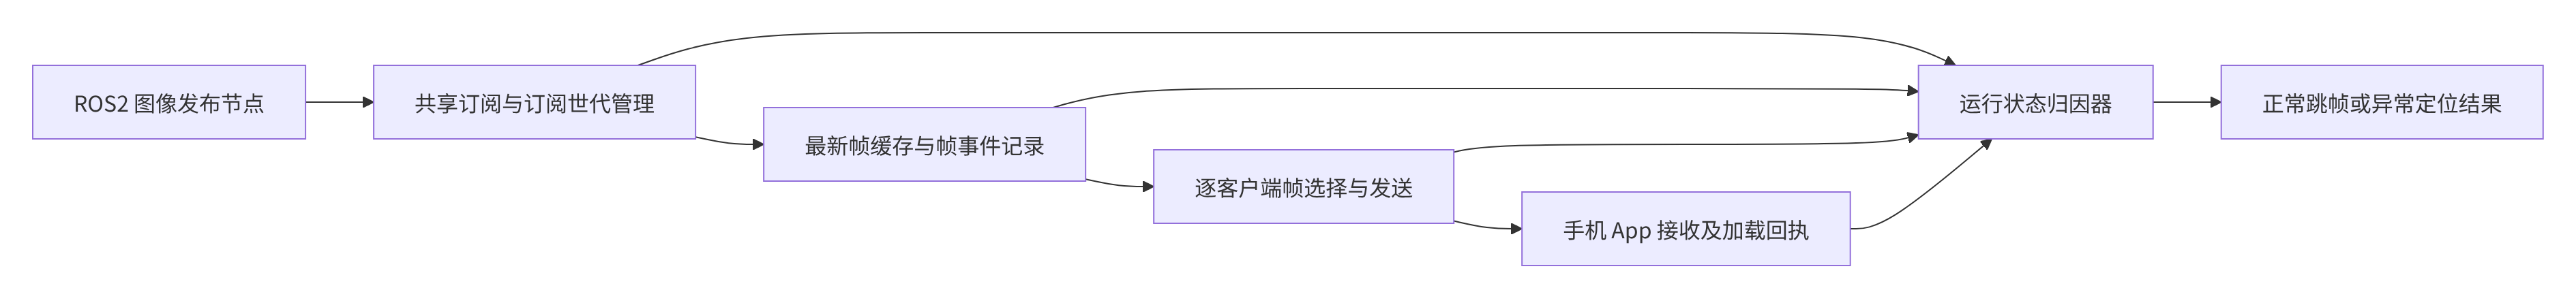 ROS2 图像发布节点
共享订阅与订阅世代管理
最新帧缓存与帧事件记录
逐客户端帧选择与发送
手机 App 接收及加载回执
运行状态归因器
正常跳帧或异常定位结果